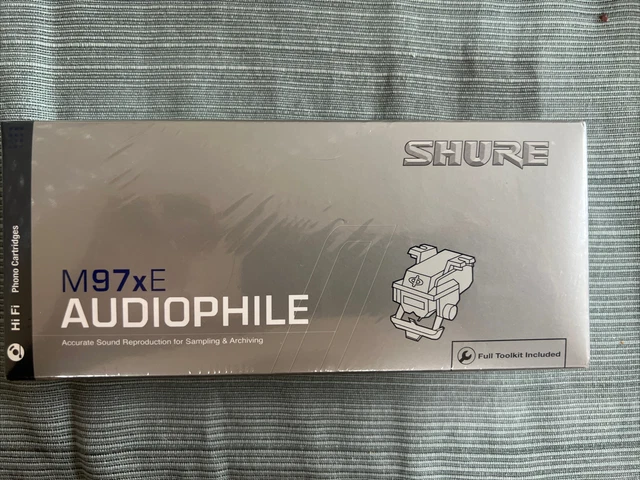 SHURE
M97xE
AUDIOPHILE
Accurate Sound Reproduction for Sampling & Archiving
Full Toolkit Included
Hi Fi Phono Cartridges